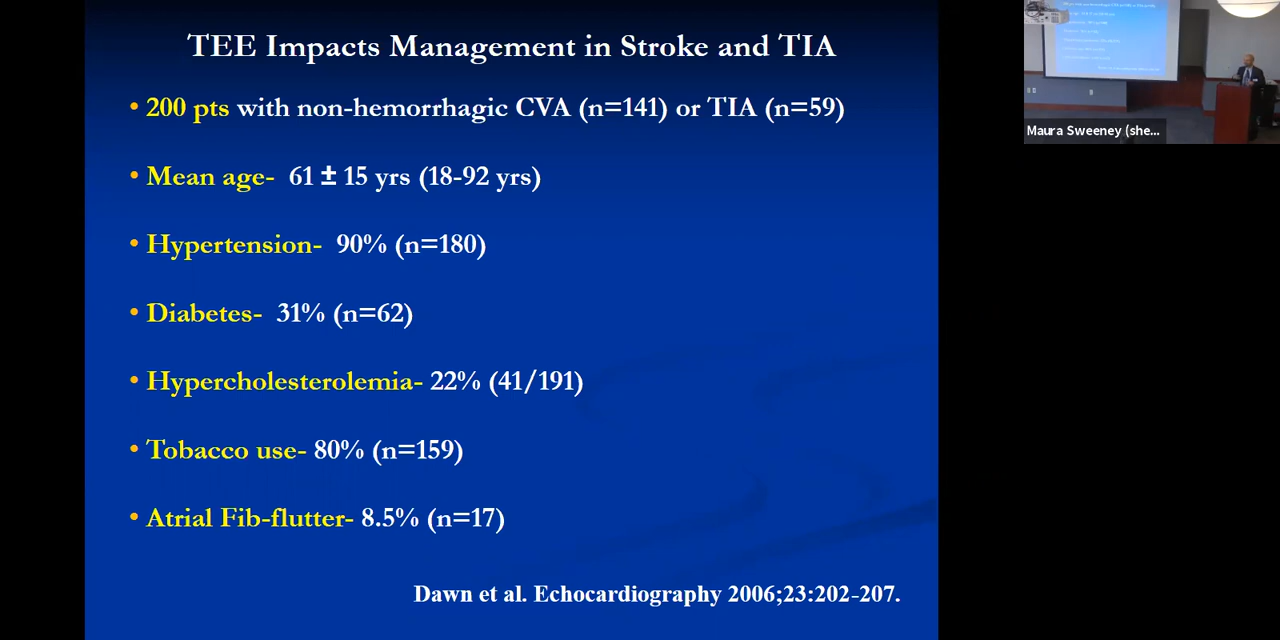 TEE Impacts Management in Stroke and TIA
• 200 pts with non-hemorrhagic CVA (n=141) or TIA (n=59)
• Mean age- 61 ± 15 yrs (18-92 yrs)
• Hypertension- 90% (n=180)
• Diabetes- 31% (n=62)
• Hypercholesterolemia- 22% (41/191)
• Tobacco use- 80% (n=159)
• Atrial Fib-flutter- 8.5% (n=17)
Dawn et al. Echocardiography 2006;23:202-207.
Maura Sweeney (she...